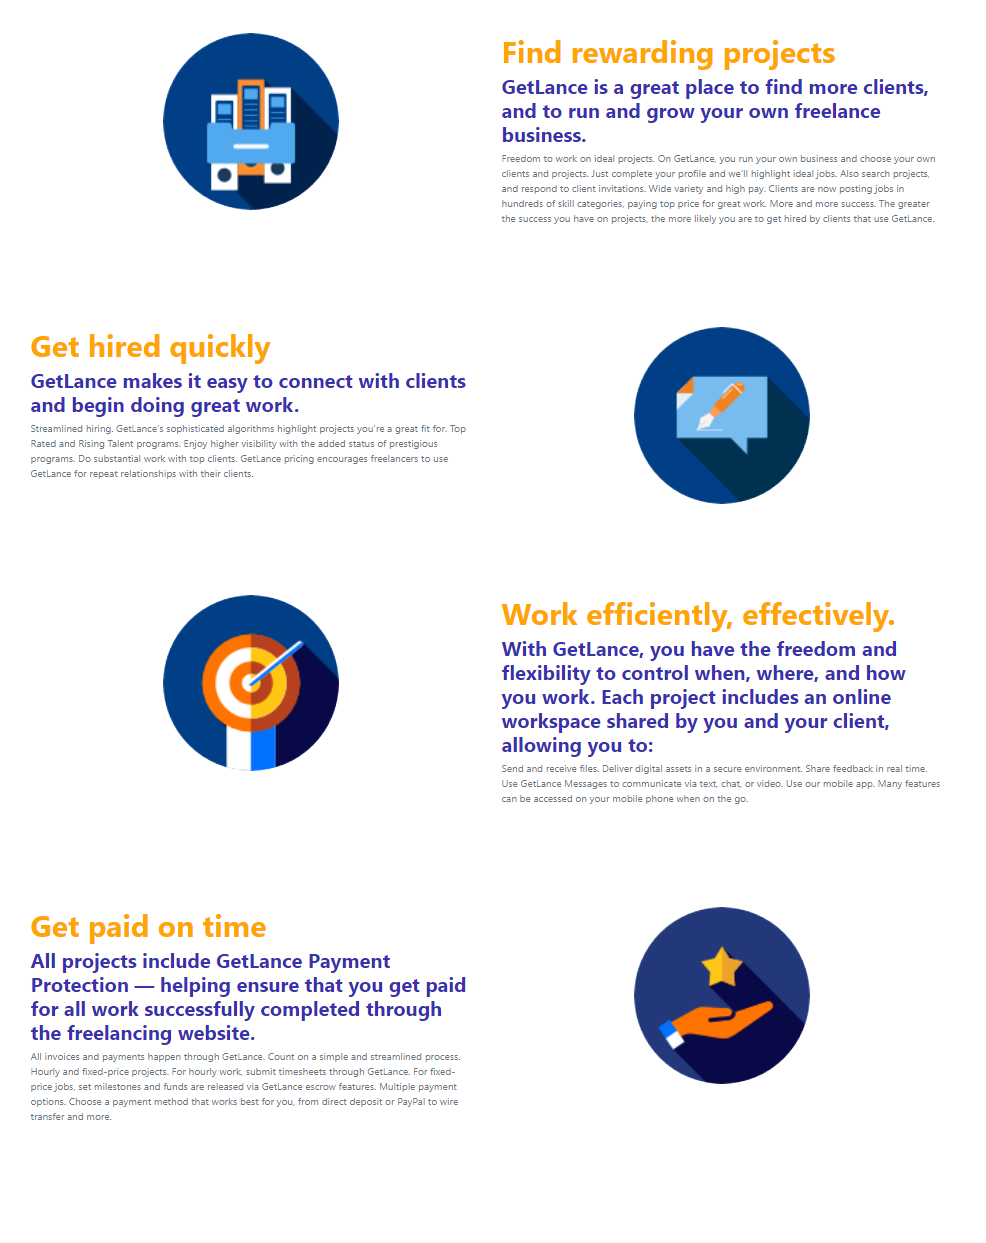 Find rewarding projects
GetLance is a great place to find more clients,
and to run and grow your own freelance
business.
Freedom to work on ideal projects. On GetLance, you run your own business and choose your own
clients and projects. Just complete your profile and we'll highlight ideal jobs. Also search projects,
and respond to client invitations. Wide variety and high pay. Clients are now posting jobs in
hundreds of skill categories, paying top price for great work. More and more success. The greater
the success you have on projects, the more likely you are to get hired by clients that use GetLance.
Get hired quickly
GetLance makes it easy to connect with clients
and begin doing great work.
Streamlined hiring. GetLance's sophisticated algorithms highlight projects you're a great fit for. Top
Rated and Rising Talent programs. Enjoy higher visibility with the added status of prestigious
programs. Do substantial work with top clients. GetLance pricing encourages freelancers to use
GetLance for repeat relationships with their clients.
Work efficiently, effectively.
With GetLance, you have the freedom and
flexibility to control when, where, and how
you work. Each project includes an online
workspace shared by you and your client,
allowing you to:
Send and receive files. Deliver digital assets in a secure environment. Share feedback in real time.
Use GetLance Messages to communicate via text, chat, or video. Use our mobile app. Many features
can be accessed on your mobile phone when on the go.
Get paid on time
All projects include GetLance Payment
Protection — helping ensure that you get paid
for all work successfully completed through
the freelancing website.
All invoices and payments happen through GetLance. Count on a simple and streamlined process.
Hourly and fixed-price projects. For hourly work, submit timesheets through GetLance. For fixed-
price jobs, set milestones and funds are released via GetLance escrow features. Multiple payment
options. Choose a payment method that works best for you, from direct deposit or PayPal to wire
transfer and more.